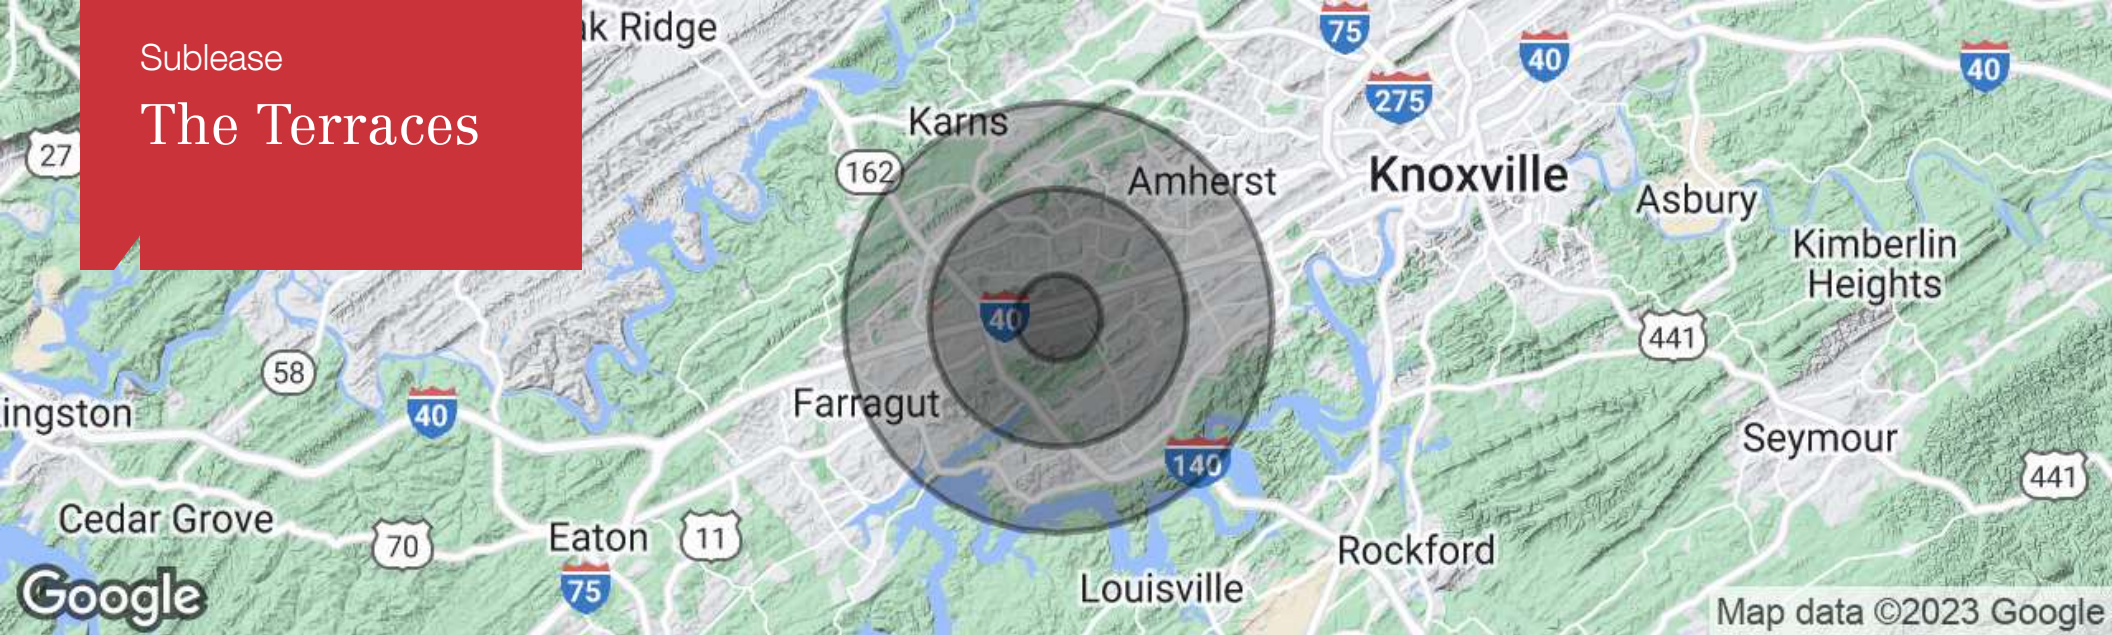 Sublease
The Terraces
ak Ridge
75
40
40
275
Karns
27
162
Amherst
Knoxville
Asbury
Kimberlin
Heights
40
441
58
40
Farragut
ingston
Seymour
140
441
Cedar Grove
70
Eaton
11
Rockford
75
Louisville
Google
Map data ©2023 Google